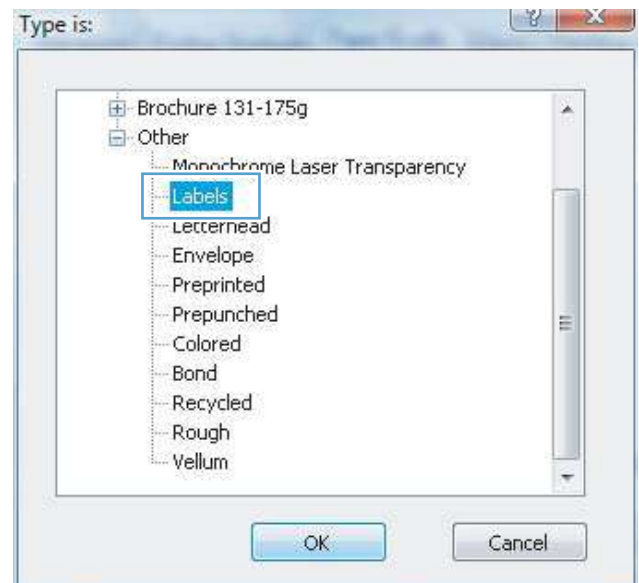 Type is:
Brochure 131-175g
Other
Monochrome Laser Transparency
Labels
Letterhead
Envelope
Preprinted
Prepunched
Colored
Bond
Recycled
Rough
Vellum
OK Cancel